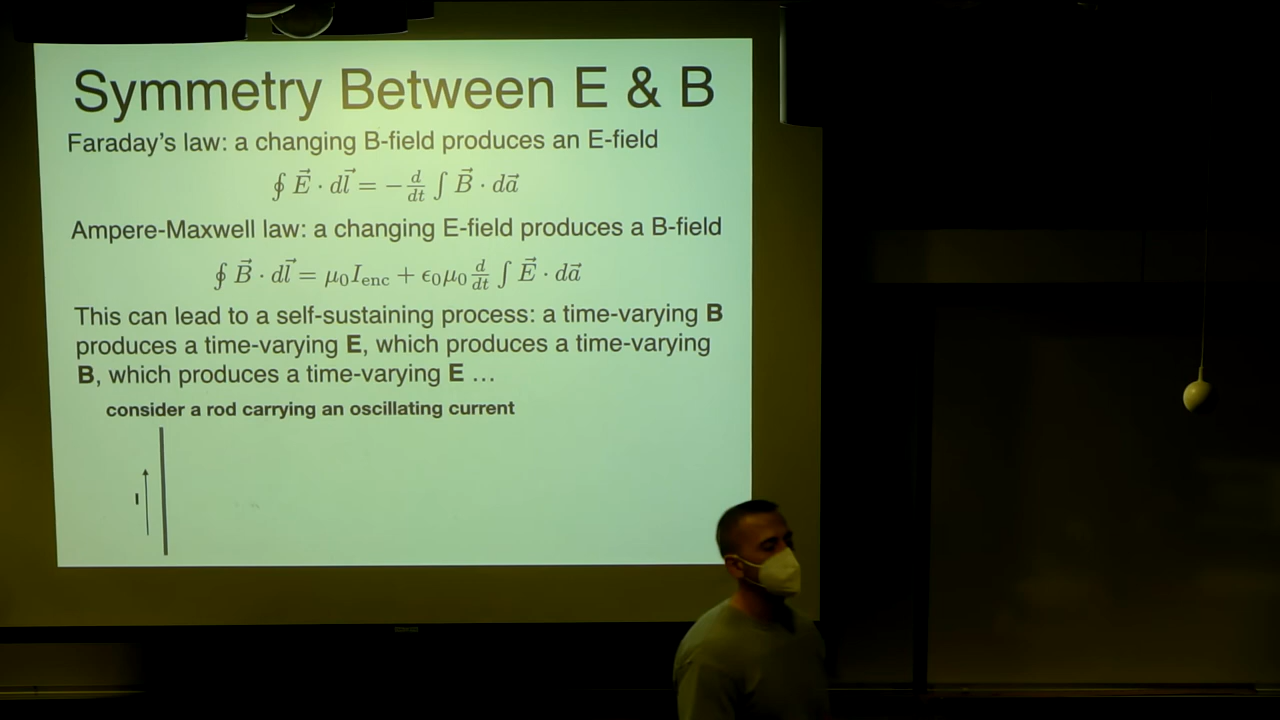 Symmetry Between E & B
Faraday's law: a changing B-field produces an E-field
∮ E⃗ · dl⃗ = − d/dt ∫ B⃗ · da⃗
Ampere-Maxwell law: a changing E-field produces a B-field
∮ B⃗ · dl⃗ = μ₀I_enc + ϵ₀μ₀ d/dt ∫ E⃗ · da⃗
This can lead to a self-sustaining process: a time-varying B
produces a time-varying E, which produces a time-varying
B, which produces a time-varying E …
consider a rod carrying an oscillating current
I